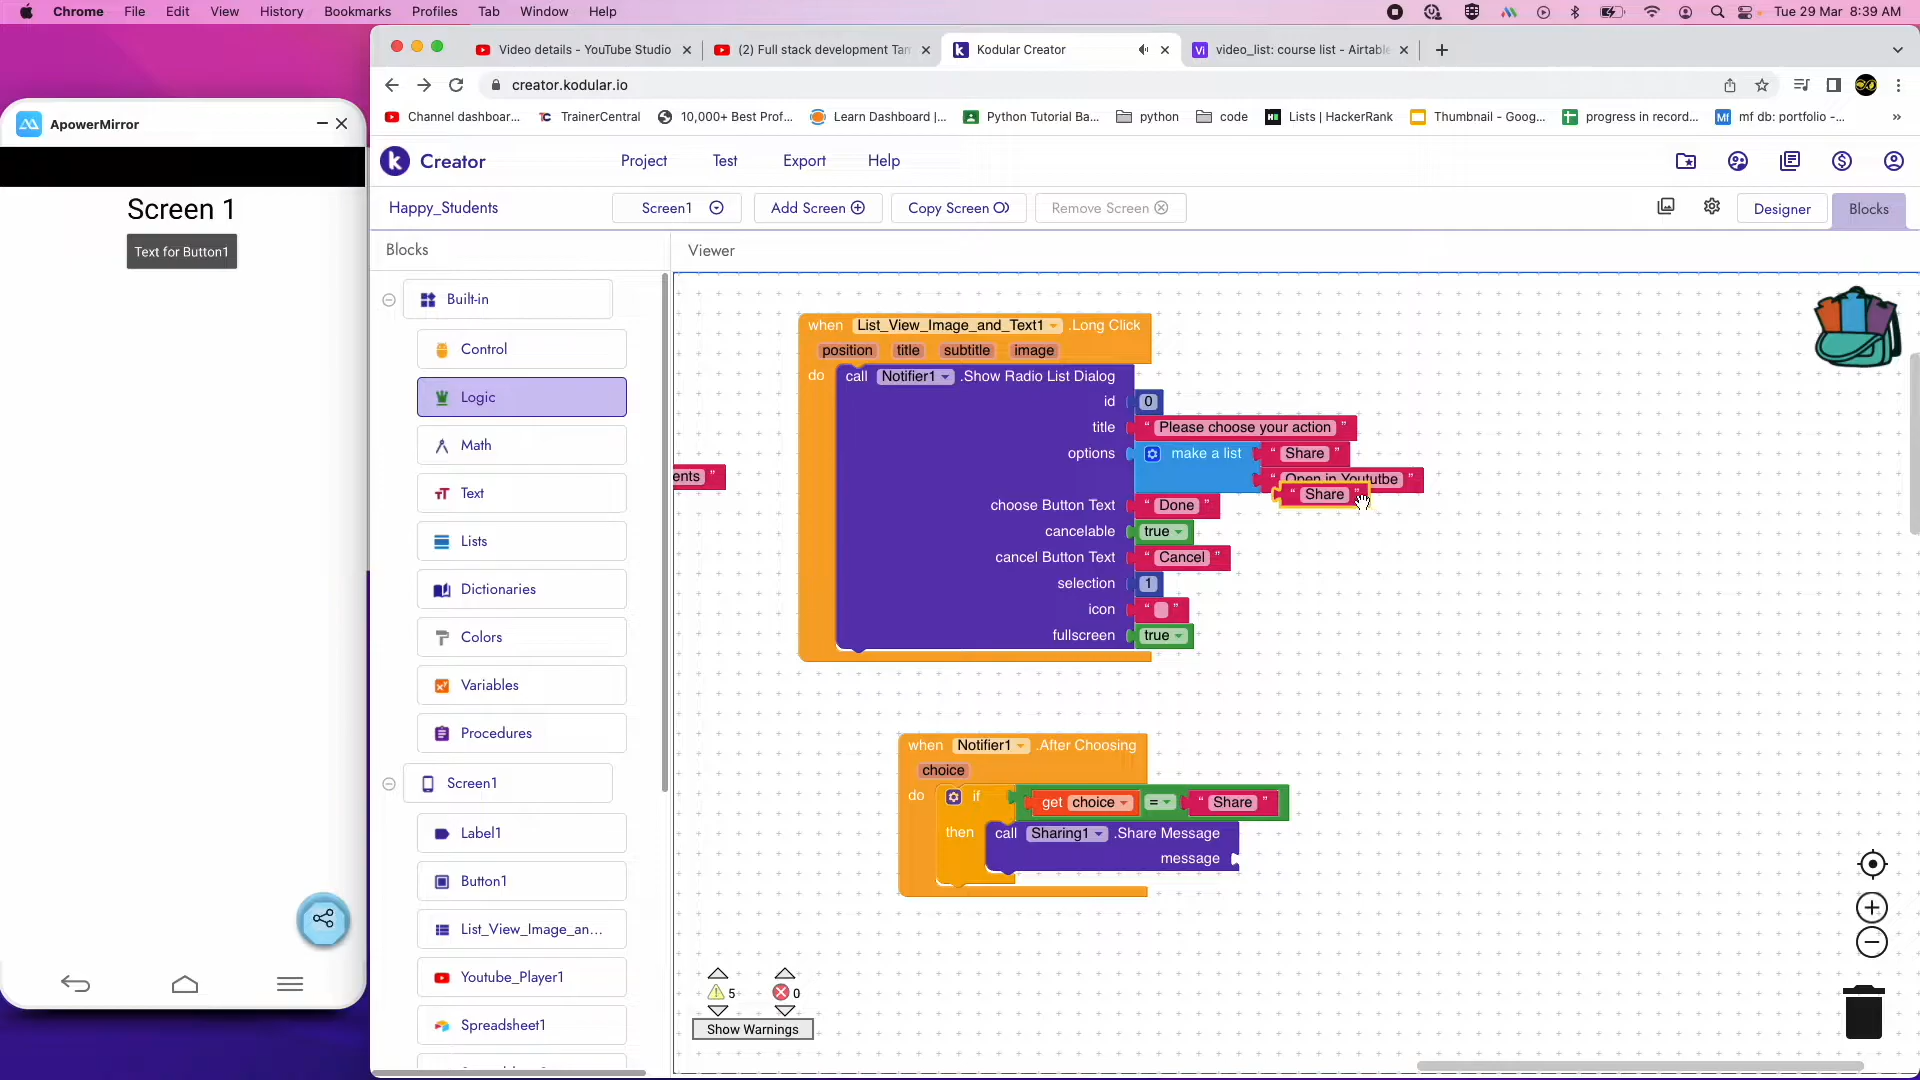 Chrome File Edit View History Bookmarks Profiles Tab Window Help
Tue 29 Mar 8:39 AM
Video details - YouTube Studio
(2) Full stack development Tam
Kodular Creator
Vi video_list: course list - Airtable
creator.kodular.io
Channel dashboar...
TC TrainerCentral
10,000+ Best Prof...
Learn Dashboard |...
Python Tutorial Ba...
python
code
Lists | HackerRank
Thumbnail - Goog...
progress in record...
Mf mf db: portfolio -...
»
ApowerMirror
Screen 1
Text for Button1
k Creator
Project Test Export Help
Happy_Students
Screen1
Add Screen
Copy Screen
Remove Screen
Designer
Blocks
Blocks
Viewer
Built-in
Control
Logic
Math
Text
Lists
Dictionaries
Colors
Variables
Procedures
Screen1
Label1
Button1
List_View_Image_an...
Youtube_Player1
Spreadsheet1
when List_View_Image_and_Text1 .Long Click
position title subtitle image
do call Notifier1 .Show Radio List Dialog
id 0
title “ Please choose your action ”
options make a list “ Share ”
“ Open in Yoututbe ”
ents ”
“ Share ”
choose Button Text “ Done ”
cancelable true
cancel Button Text “ Cancel ”
selection 1
icon “ ”
fullscreen true
when Notifier1 .After Choosing
choice
do if get choice = “ Share ”
then call Sharing1 .Share Message
message
5 0
Show Warnings